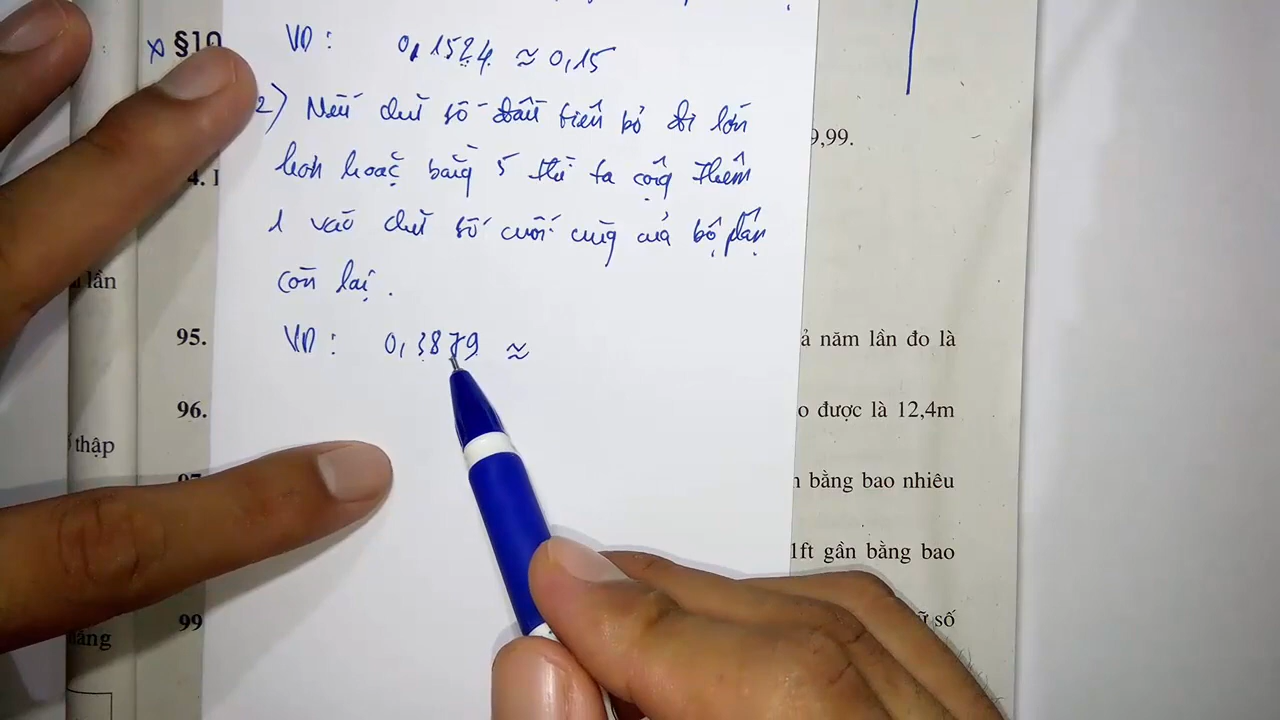 §10
VD: 0,1524 ≈ 0,15
2) Nếu chữ số đầu tiên bỏ đi lớn
hơn hoặc bằng 5 thì ta cộng thêm
1 vào chữ số cuối cùng của bộ phận
còn lại.
VD: 0,3879 ≈
4. I
lần
95.
96.
thập
99
9,99.
ả năm lần đo là
o được là 12,4m
bằng bao nhiêu
1ft gần bằng bao
ữ số